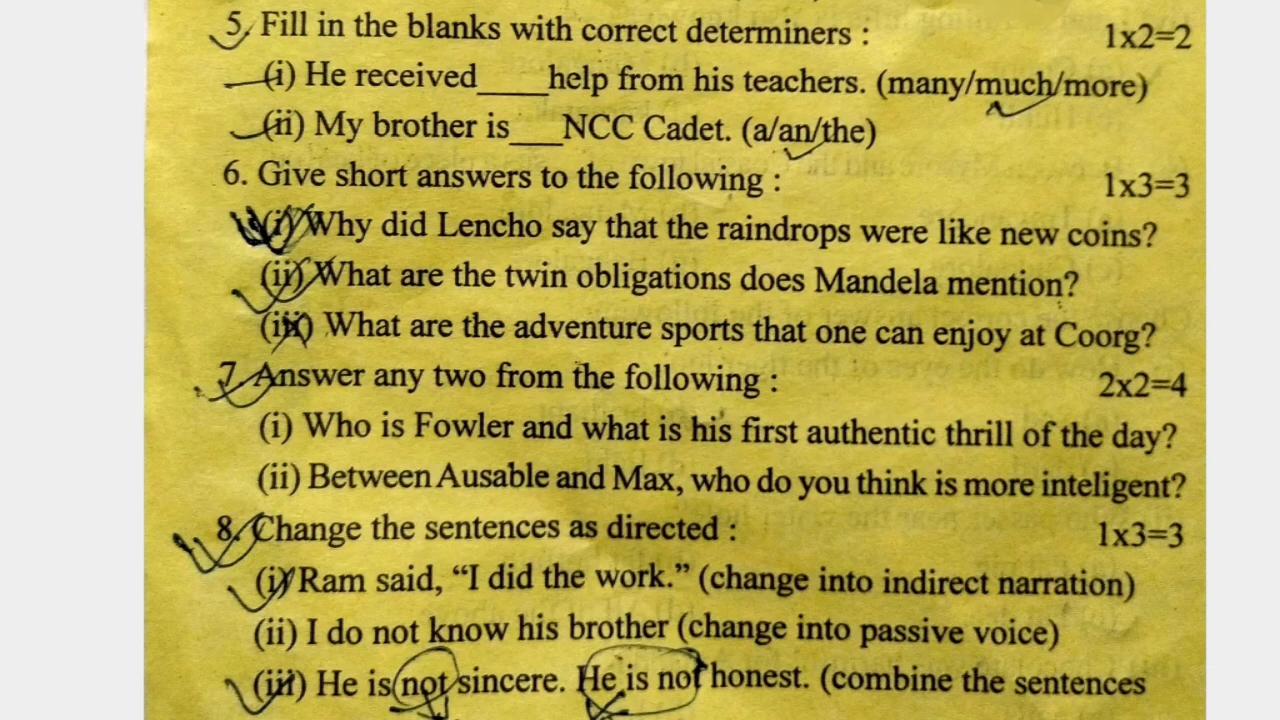 5. Fill in the blanks with correct determiners : 1x2=2
(i) He received____help from his teachers. (many/much/more)
(ii) My brother is___NCC Cadet. (a/an/the)
6. Give short answers to the following : 1x3=3
(i) Why did Lencho say that the raindrops were like new coins?
(ii) What are the twin obligations does Mandela mention?
(iii) What are the adventure sports that one can enjoy at Coorg?
7. Answer any two from the following : 2x2=4
(i) Who is Fowler and what is his first authentic thrill of the day?
(ii) Between Ausable and Max, who do you think is more inteligent?
8. Change the sentences as directed : 1x3=3
(i) Ram said, “I did the work.” (change into indirect narration)
(ii) I do not know his brother (change into passive voice)
(iii) He is not sincere. He is not honest. (combine the sentences